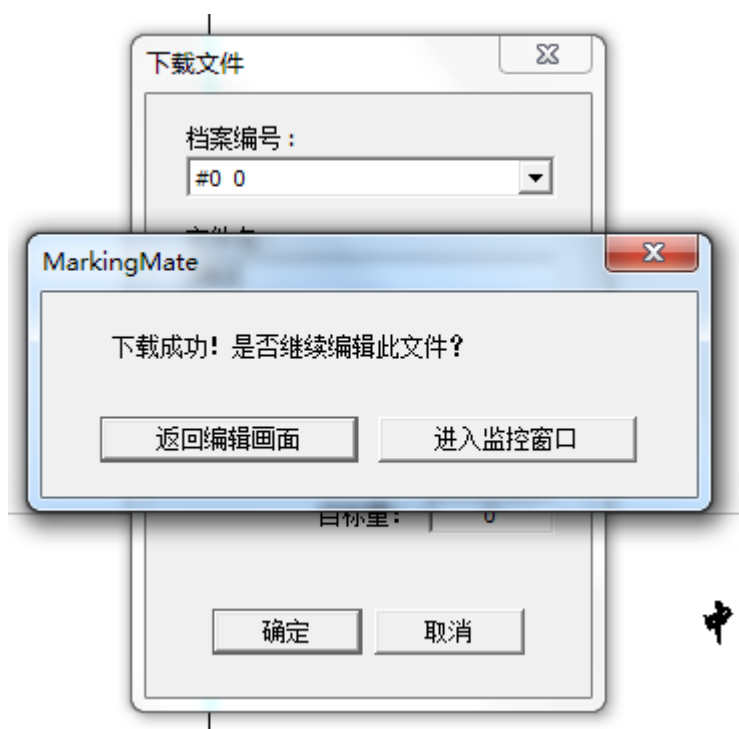 下载文件
档案编号：
#0 0
MarkingMate
下载成功！是否继续编辑此文件？
返回编辑画面 进入监控窗口
目标量： 0
确定 取消
中